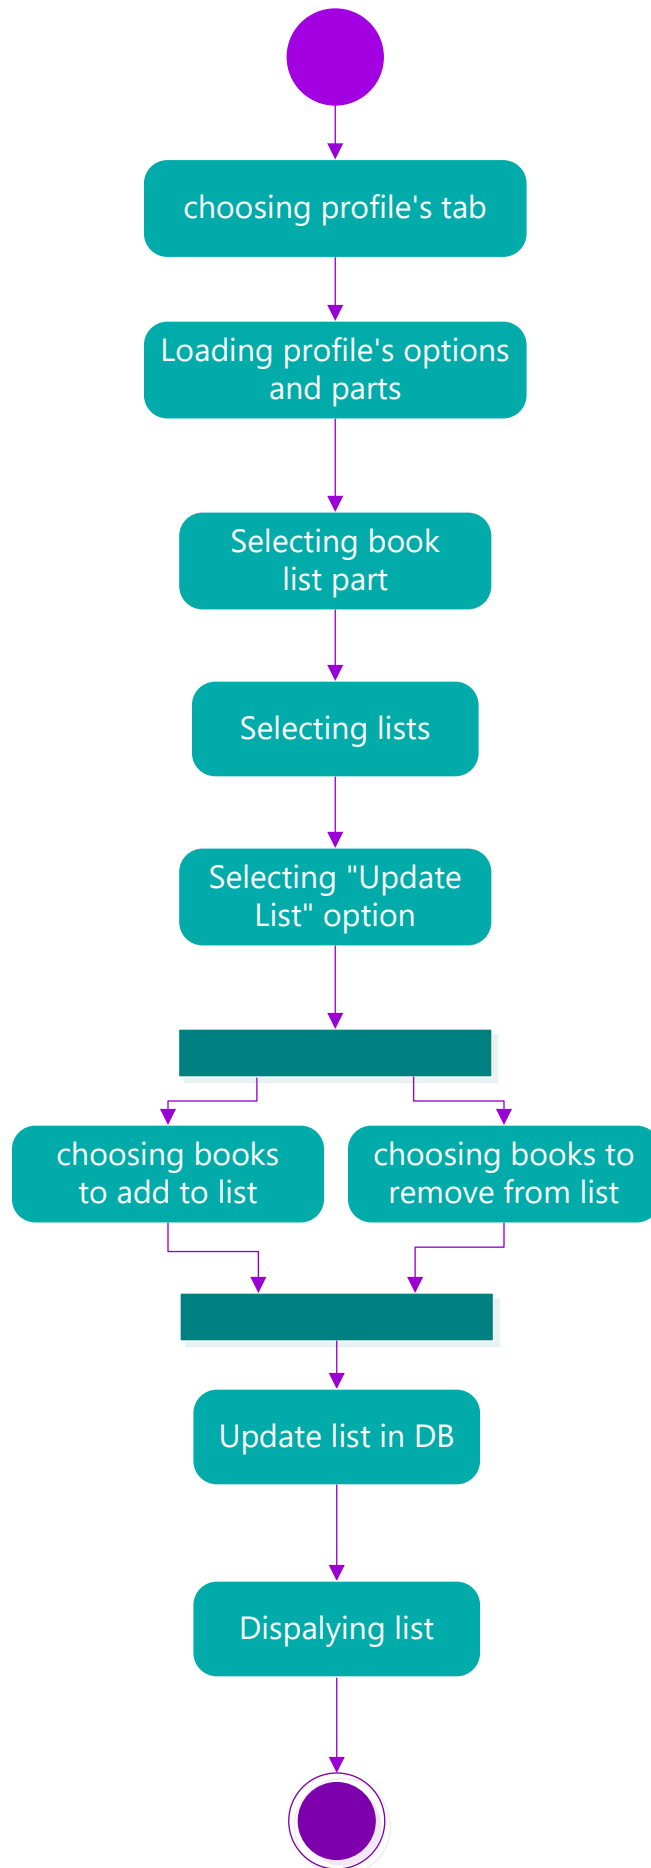 choosing profile's tab
Loading profile's options
and parts
Selecting book
list part
Selecting lists
Selecting "Update
List" option
choosing books
to add to list
choosing books to
remove from list
Update list in DB
Dispalying list